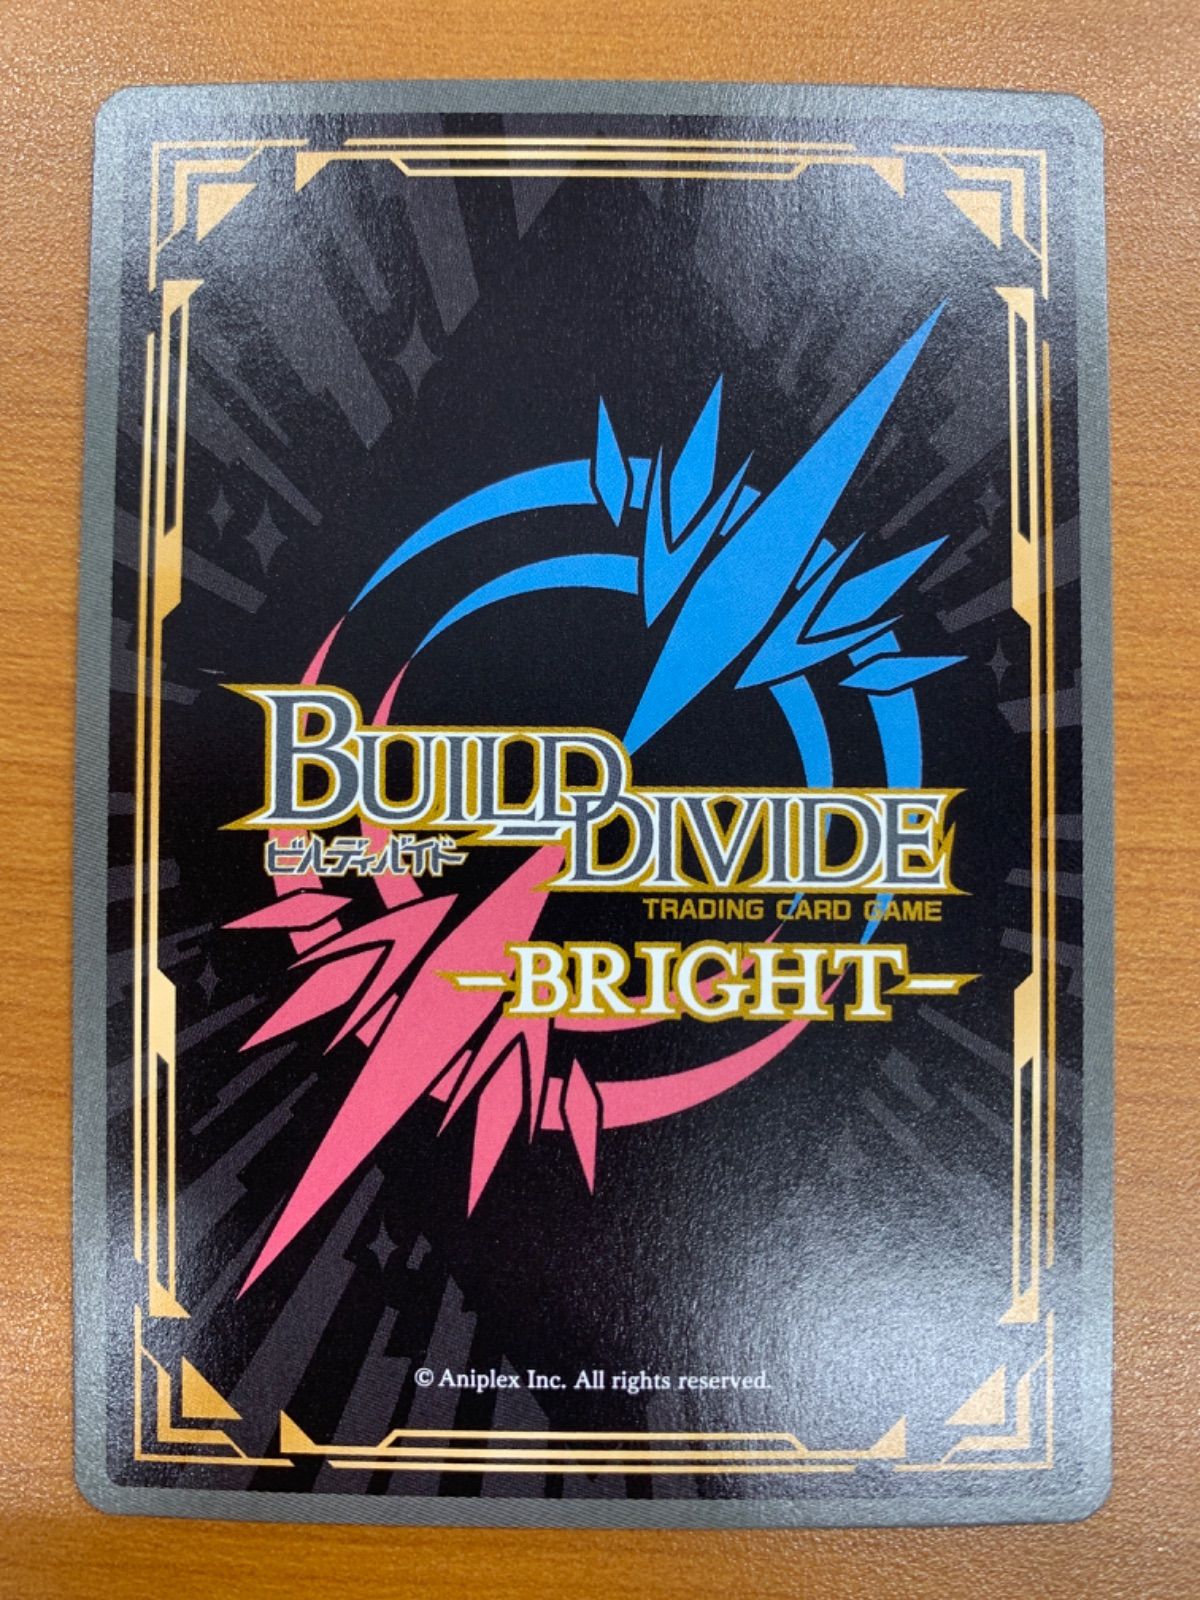 BUILD DIVIDE
ビルディバイド
TRADING CARD GAME
-BRIGHT-
© Aniplex Inc. All rights reserved.